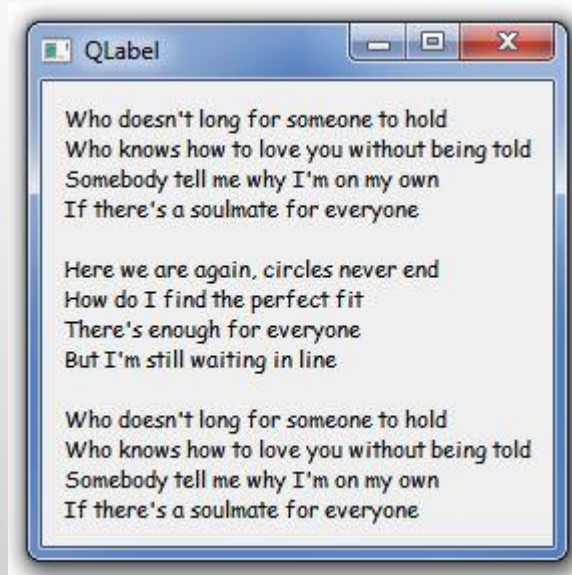 QLabel
Who doesn't long for someone to hold
Who knows how to love you without being told
Somebody tell me why I'm on my own
If there's a soulmate for everyone
Here we are again, circles never end
How do I find the perfect fit
There's enough for everyone
But I'm still waiting in line
Who doesn't long for someone to hold
Who knows how to love you without being told
Somebody tell me why I'm on my own
If there's a soulmate for everyone